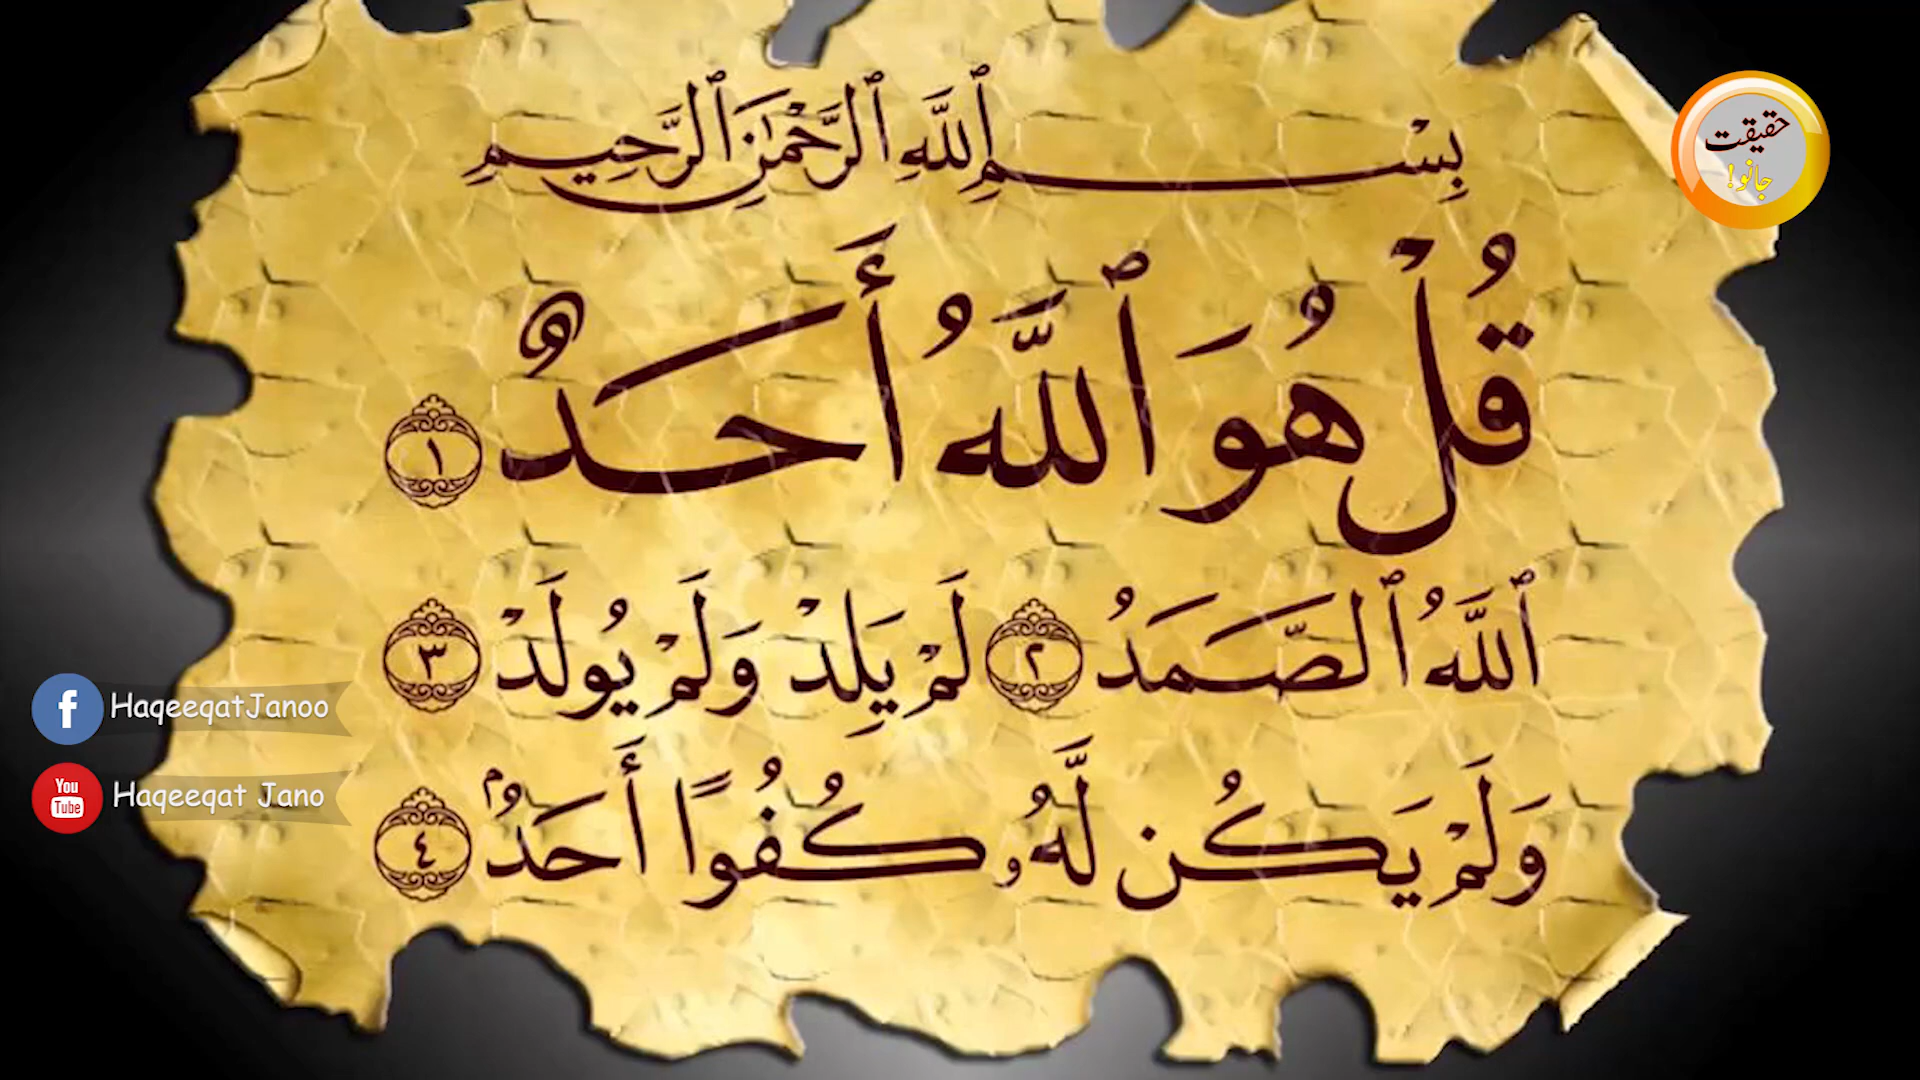 بِسْمِ ٱللَّهِ ٱلرَّحْمَٰنِ ٱلرَّحِيمِ
حقیقت
جانو!
قُلْ هُوَ ٱللَّهُ أَحَدٌ ١
ٱللَّهُ ٱلصَّمَدُ ٢ لَمْ يَلِدْ وَلَمْ يُولَدْ ٣
وَلَمْ يَكُن لَّهُۥ كُفُوًا أَحَدٌۢ ٤
HaqeeqatJanoo
You Tube Haqeeqat Jano